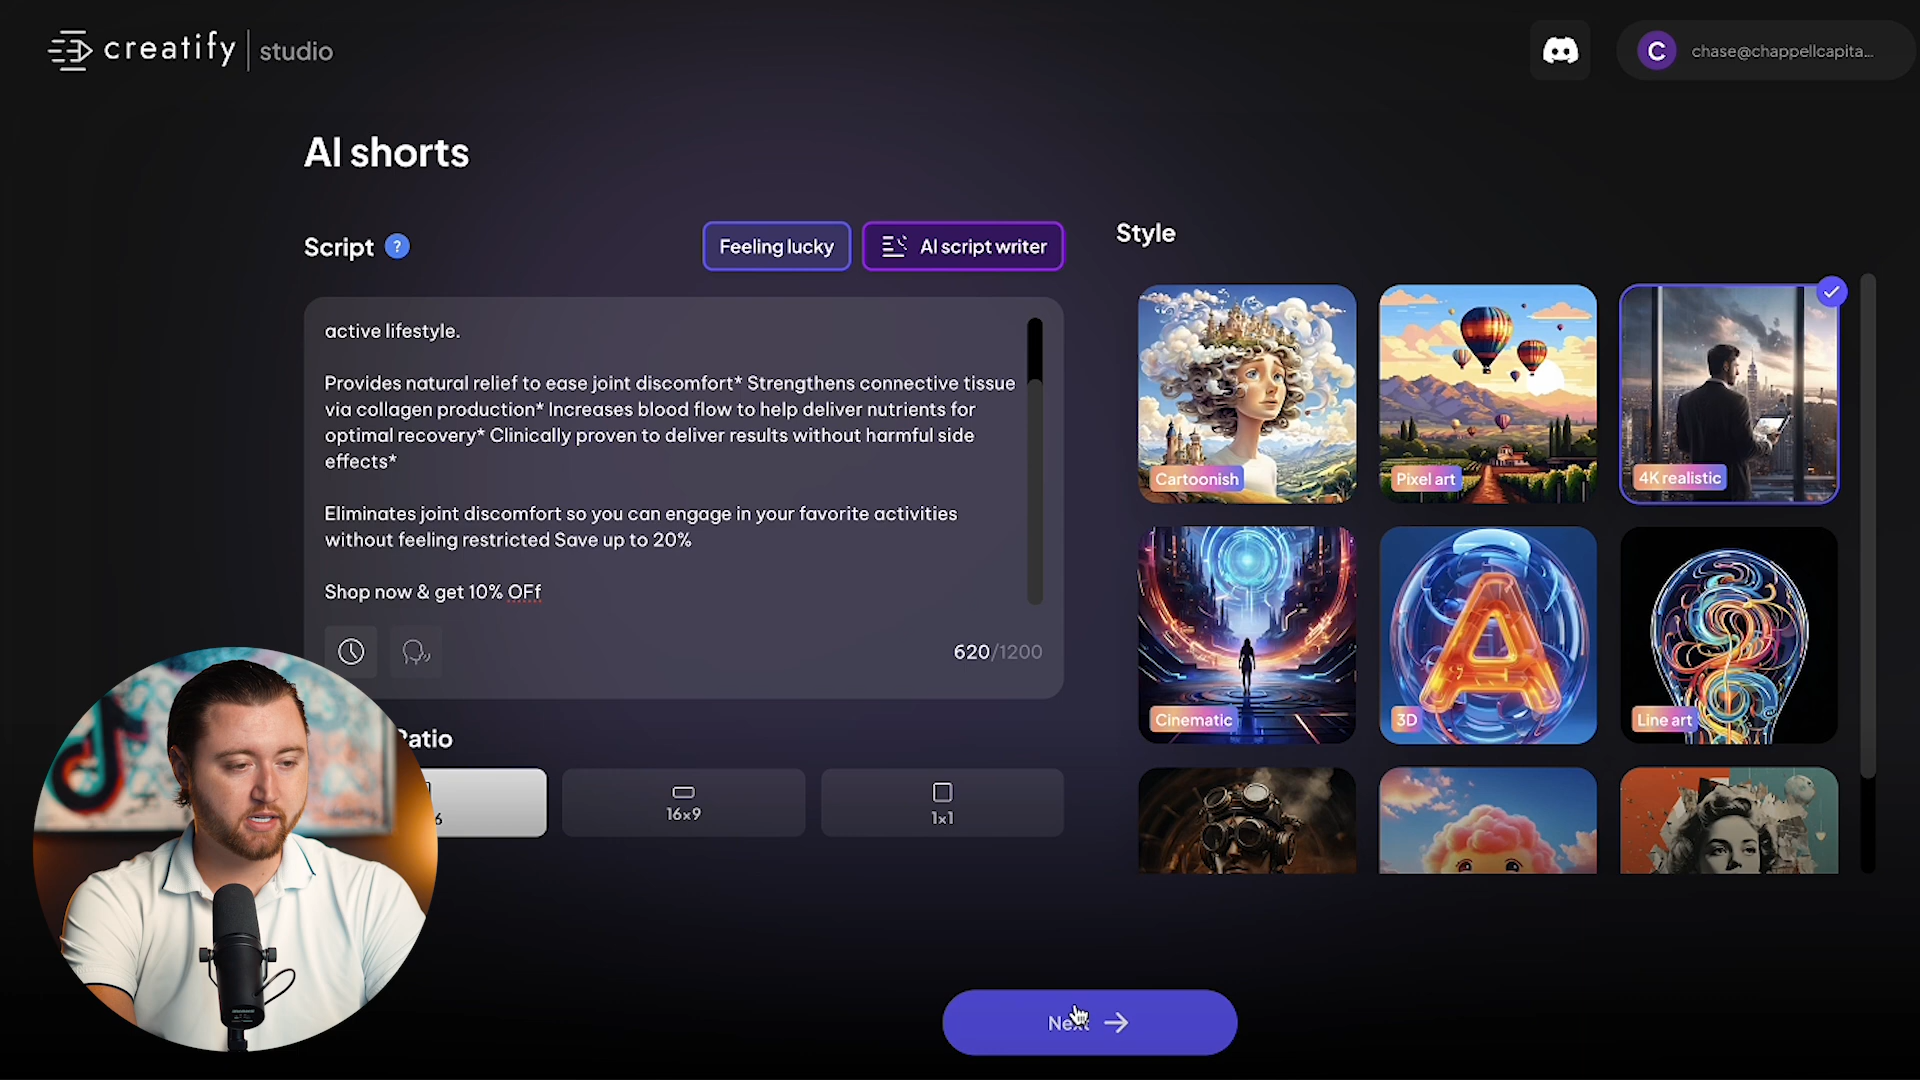 creatify studio
C chase@chappellcapita...
AI shorts
Script ?
Feeling lucky
AI script writer
Style
active lifestyle.
Provides natural relief to ease joint discomfort* Strengthens connective tissue
via collagen production* Increases blood flow to help deliver nutrients for
optimal recovery* Clinically proven to deliver results without harmful side
effects*
Eliminates joint discomfort so you can engage in your favorite activities
without feeling restricted Save up to 20%
Shop now & get 10% OFf
620/1200
Cartoonish
Pixel art
4K realistic
Cinematic
A
3D
Line art
16x9
1x1